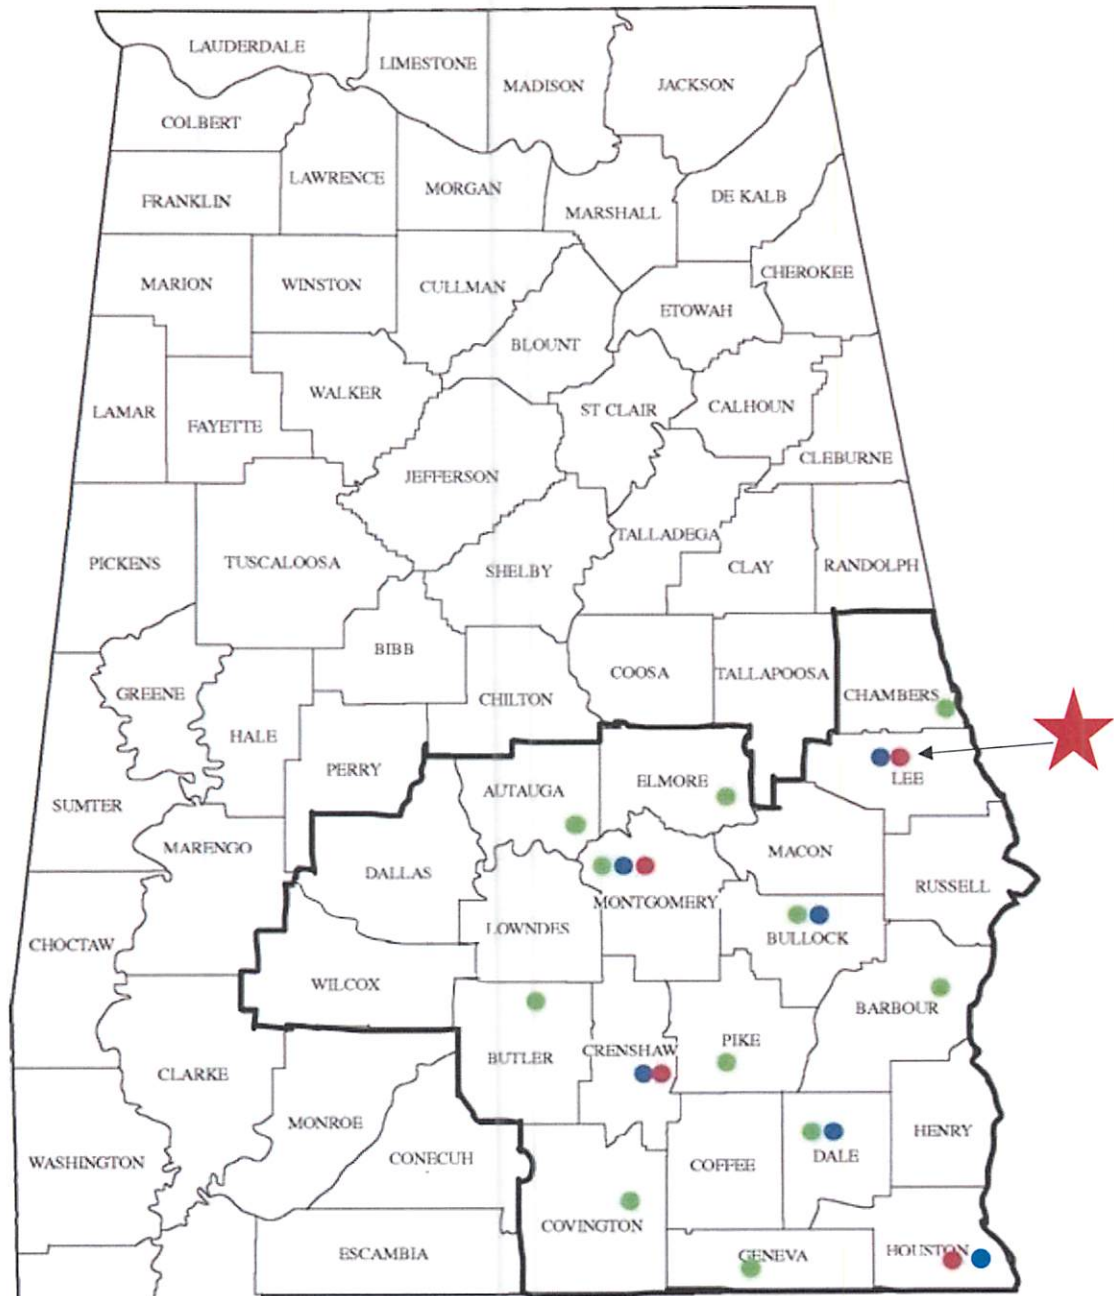 LAUDERDALE
LIMESTONE
MADISON
JACKSON
COLBERT
LAWRENCE
FRANKLIN
MORGAN
MARSHALL
DE KALB
MARION
WINSTON
CULLMAN
CHEROKEE
ETOWAH
BLOUNT
WALKER
LAMAR
FAYETTE
ST CLAIR
CALHOUN
CLEBURNE
JEFFERSON
TALLADEGA
PICKENS
TUSCALOOSA
SHELBY
CLAY
RANDOLPH
BIBB
COOSA
TALLAPOOSA
GREENE
CHILTON
CHAMBERS
HALE
PERRY
ELMORE
LEE
AUTAUGA
SUMTER
MARENGO
DALLAS
MACON
RUSSELL
MONTGOMERY
LOWNDES
BULLOCK
CHOCTAW
WILCOX
BARBOUR
CLARKE
BUTLER
CRENSHAW
PIKE
MONROE
HENRY
WASHINGTON
CONECUH
COFFEE
DALE
COVINGTON
ESCAMBIA
GENEVA
HOUSTON